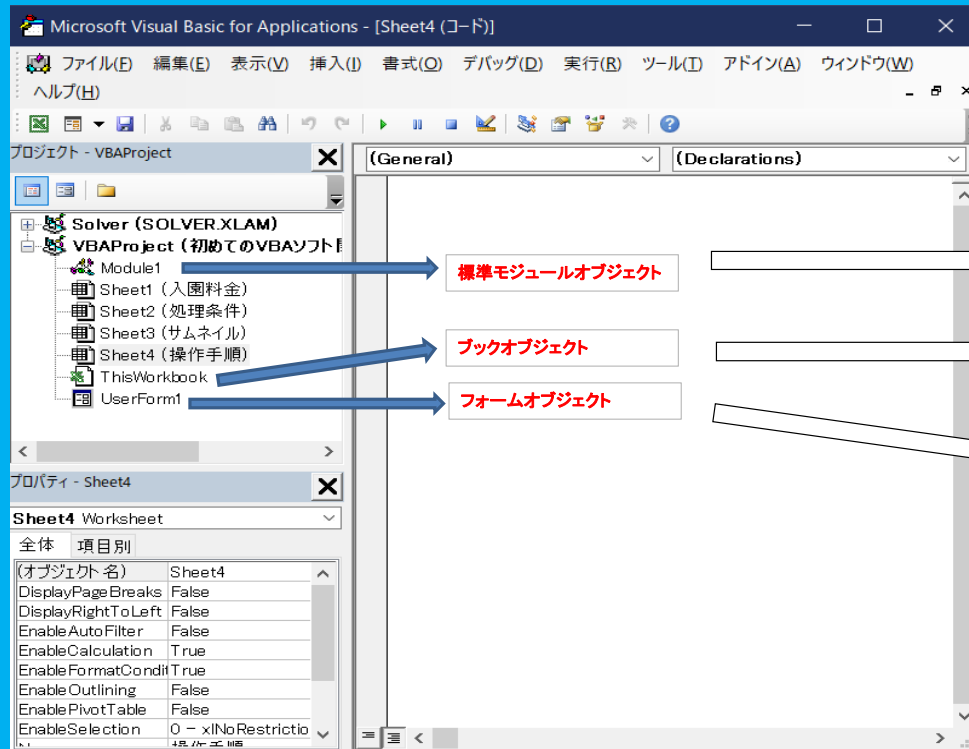 Microsoft Visual Basic for Applications - [Sheet4 (コード)]
ファイル(F) 編集(E) 表示(V) 挿入(I) 書式(O) デバッグ(D) 実行(R) ツール(T) アドイン(A) ウィンドウ(W)
ヘルプ(H)
プロジェクト - VBAProject
(General)
(Declarations)
Solver (SOLVER.XLAM)
VBAProject (初めてのVBAソフト
Module1
標準モジュールオブジェクト
Sheet1 (入園料金)
Sheet2 (処理条件)
Sheet3 (サムネイル)
ブックオブジェクト
Sheet4 (操作手順)
ThisWorkbook
UserForm1
フォームオブジェクト
プロパティ - Sheet4
Sheet4 Worksheet
全体 項目別
(オブジェクト名) Sheet4
DisplayPageBreaks False
DisplayRightToLeft False
EnableAutoFilter False
EnableCalculation True
EnableFormatCondit True
EnableOutlining False
EnablePivotTable False
EnableSelection 0 - xlNoRestrictio
操作手順